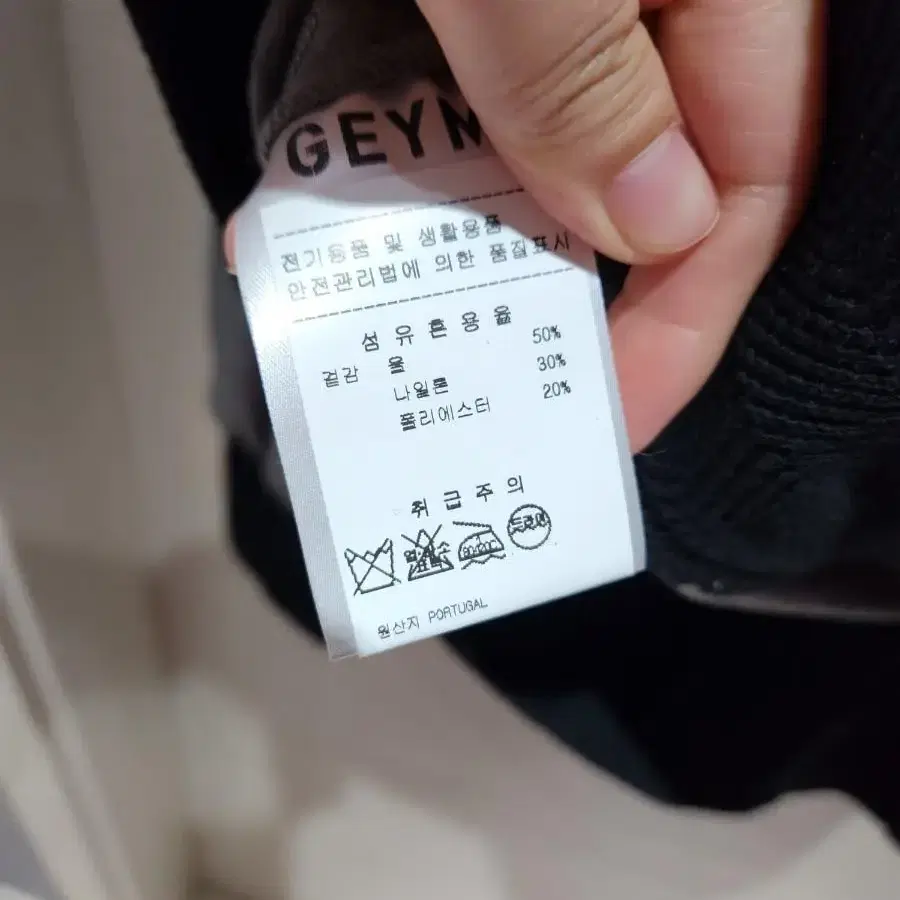 GEYM
전기용품 및 생활용품
안전관리법에 의한 품질표시
섬유혼용율
겉감 울 50%
나일론 30%
폴리에스터 20%
취급주의
드라이
원산지 PORTUGAL